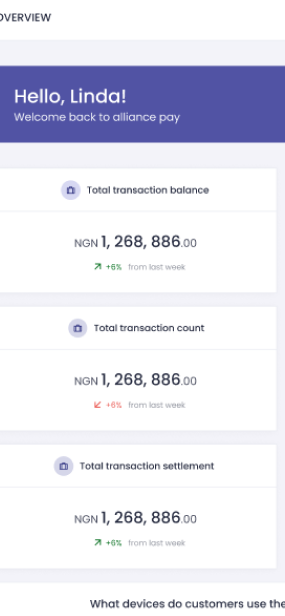 OVERVIEW
Hello, Linda!
Welcome back to alliance pay
Total transaction balance
NGN 1, 268, 886.00
+6% from last week
Total transaction count
NGN 1, 268, 886.00
+6% from last week
Total transaction settlement
NGN 1, 268, 886.00
+6% from last week
What devices do customers use the